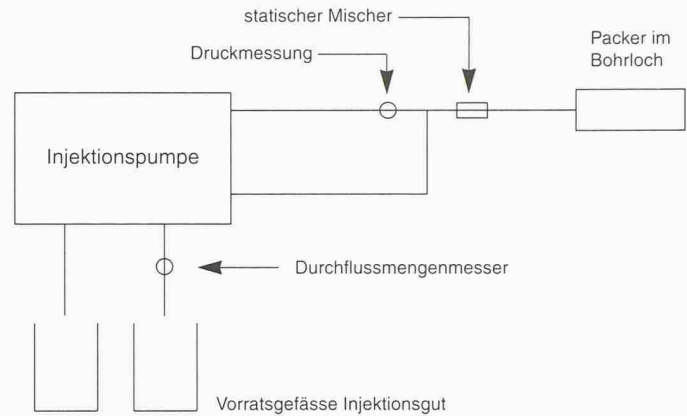 statischer Mischer
Druckmessung
Packer im
Bohrloch
Injektionspumpe
Durchflussmengenmesser
Vorratsgefässe Injektionsgut